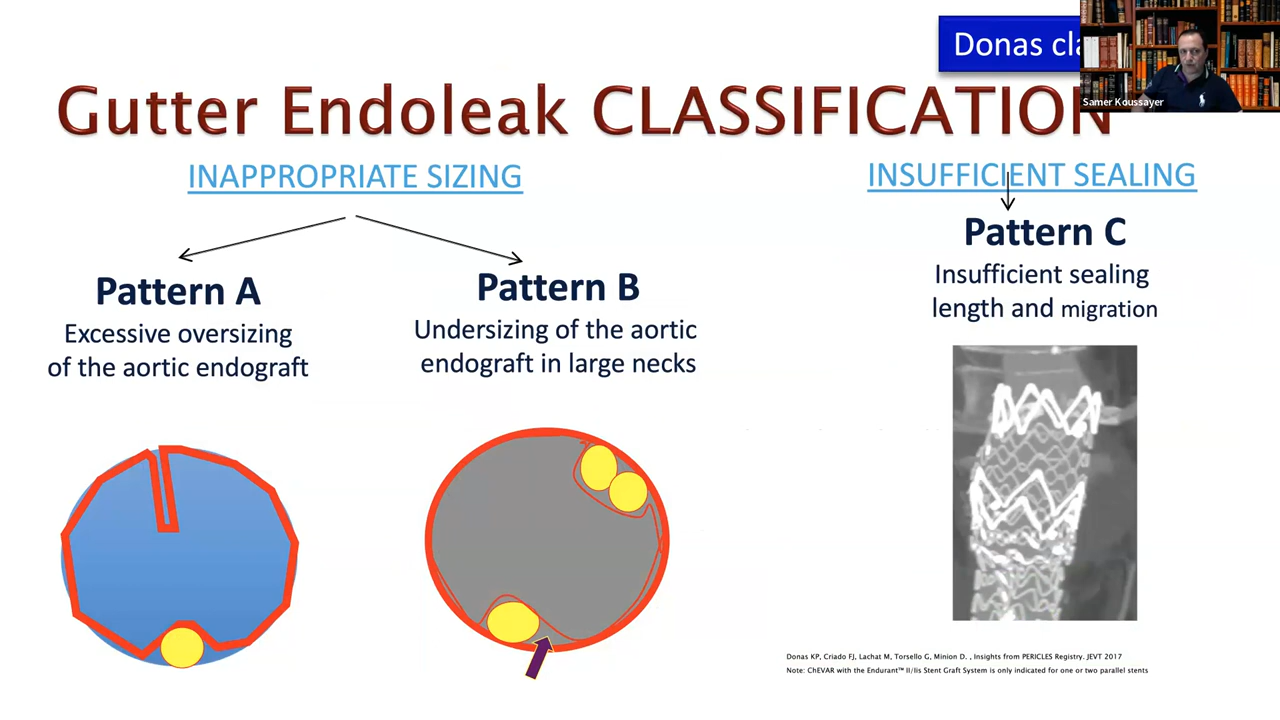 Donas cla
Samer Koussayer
Gutter Endoleak CLASSIFICATION
INAPPROPRIATE SIZING
INSUFFICIENT SEALING
Pattern A
Excessive oversizing
of the aortic endograft
Pattern B
Undersizing of the aortic
endograft in large necks
Pattern C
Insufficient sealing
length and migration
Donas KP, Criado FJ, Lachat M, Torsello G, Minion D. , Insights from PERICLES Registry. JEVT 2017
Note: ChEVAR with the Endurant™ II/IIs Stent Graft System is only indicated for one or two parallel stents